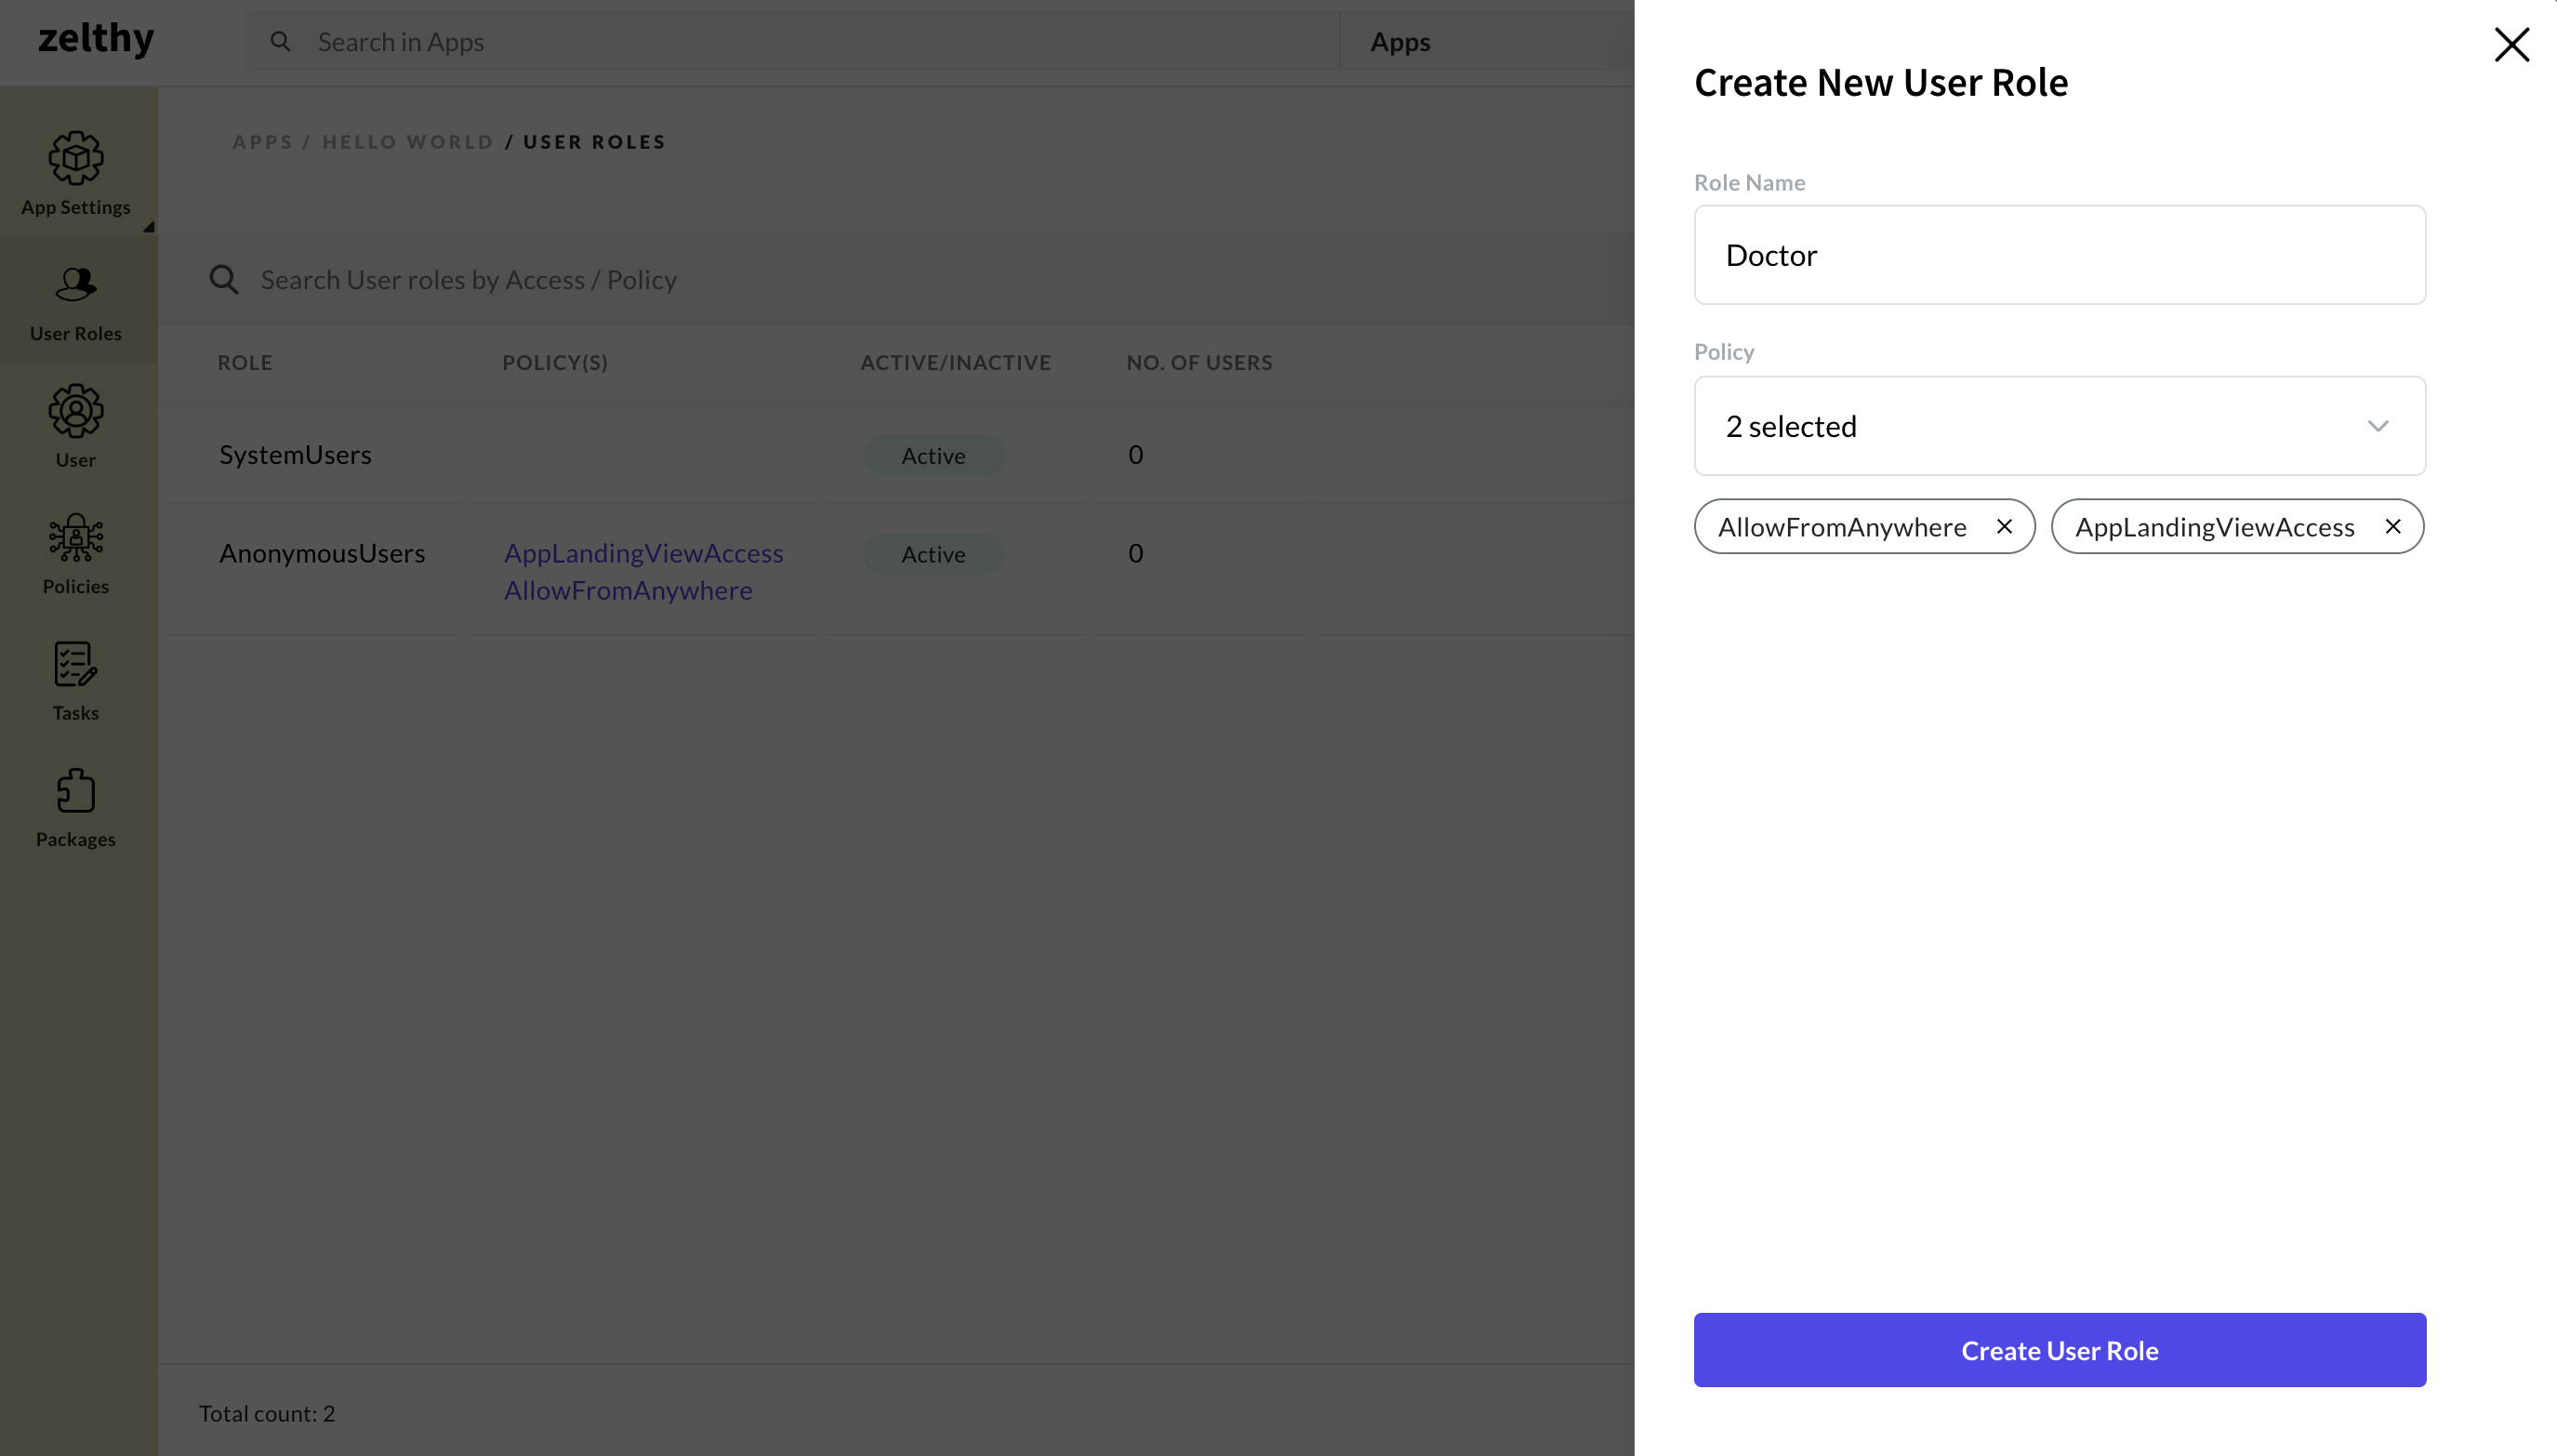 zelthy
Search in Apps
Apps
App Settings
User Roles
User
Policies
Tasks
Packages
APPS / HELLO WORLD / USER ROLES
Search User roles by Access / Policy
ROLE POLICY(S) ACTIVE/INACTIVE NO. OF USERS
SystemUsers Active 0
AnonymousUsers AppLandingViewAccess Active 0
AllowFromAnywhere
Total count: 2
Create New User Role
Role Name
Doctor
Policy
2 selected
AllowFromAnywhere AppLandingViewAccess
Create User Role